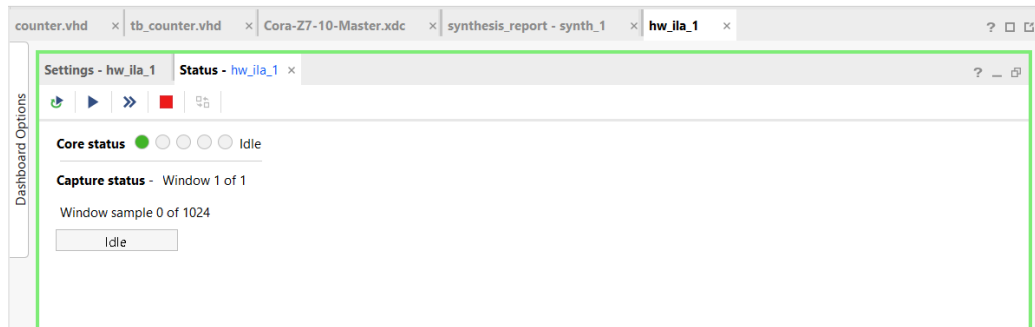 counter.vhd × tb_counter.vhd × Cora-Z7-10-Master.xdc × synthesis_report - synth_1 × hw_ila_1 × ?
Settings - hw_ila_1 Status - hw_ila_1 × ?
Dashboard Options
Core status Idle
Capture status - Window 1 of 1
Window sample 0 of 1024
Idle